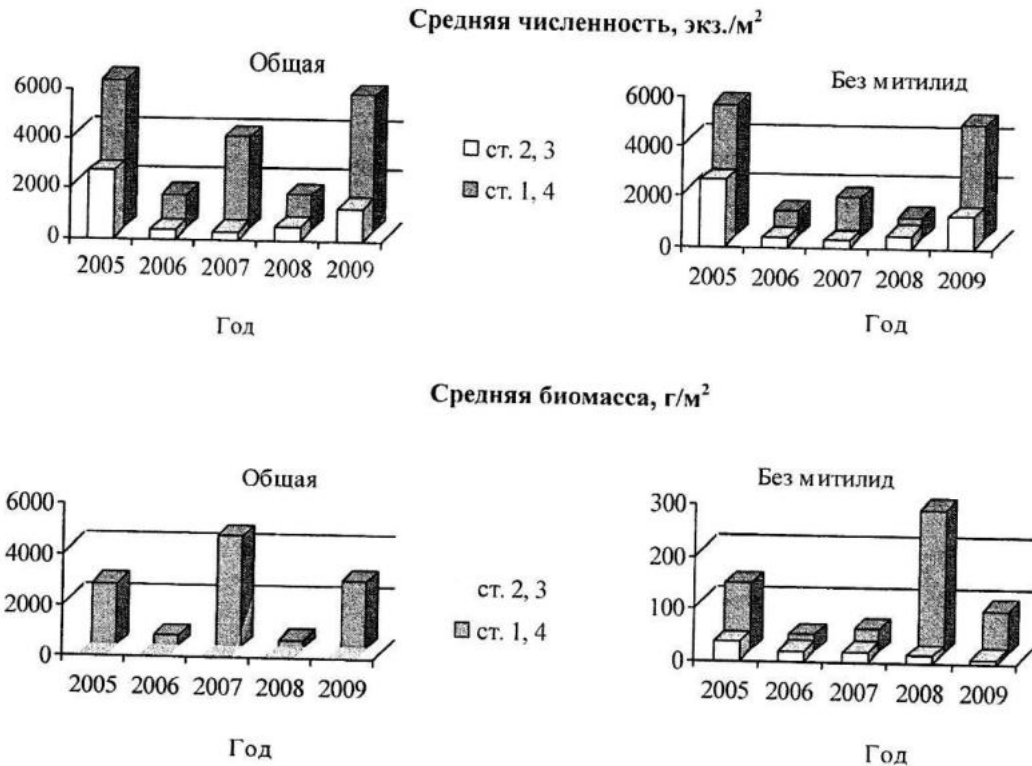 Средняя численность, экз./м²
Общая
6000
4000
2000
0
2005 2006 2007 2008 2009
Год
ст. 2, 3
ст. 1, 4
Без митилид
6000
4000
2000
0
2005 2006 2007 2008 2009
Год
Средняя биомасса, г/м²
Общая
6000
4000
2000
0
2005 2006 2007 2008 2009
Год
ст. 2, 3
ст. 1, 4
Без митилид
300
200
100
0
2005 2006 2007 2008 2009
Год